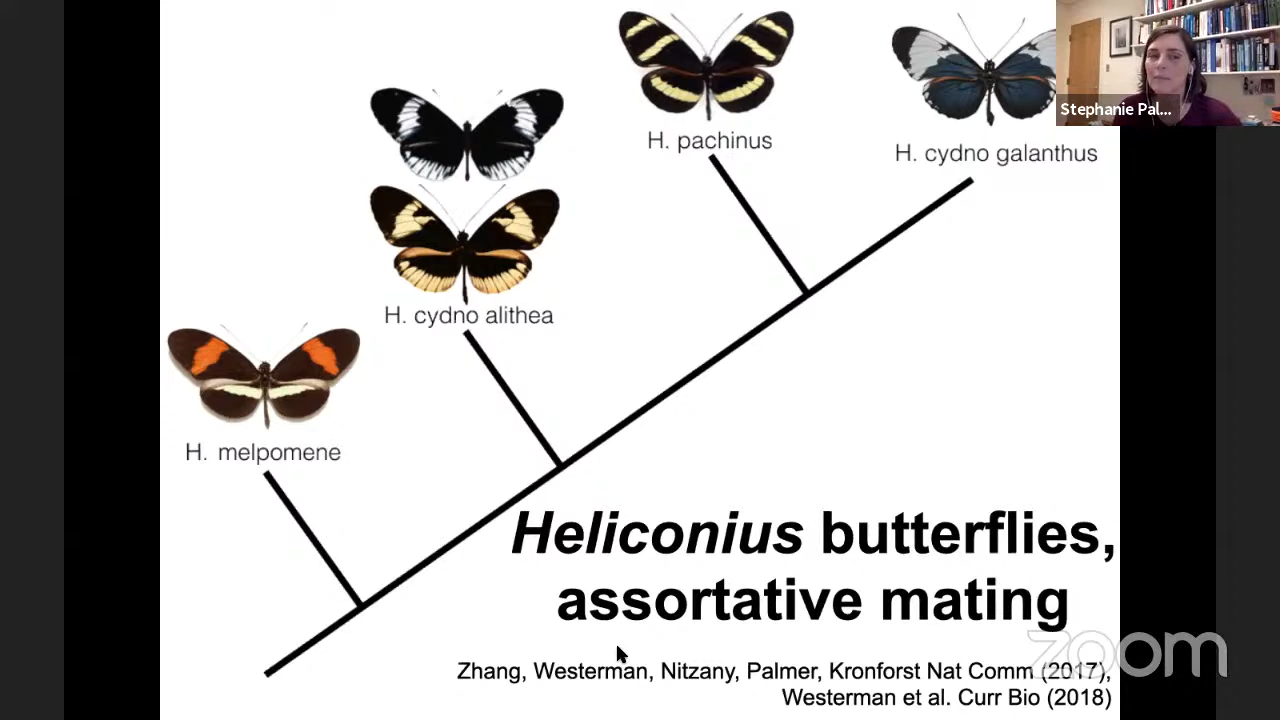 H. pachinus
H. cydno galanthus
Stephanie Pal...
H. cydno alithea
H. melpomene
Heliconius butterflies,
assortative mating
Zhang, Westerman, Nitzany, Palmer, Kronforst Nat Comm (2017),
Westerman et al. Curr Bio (2018)
zoom